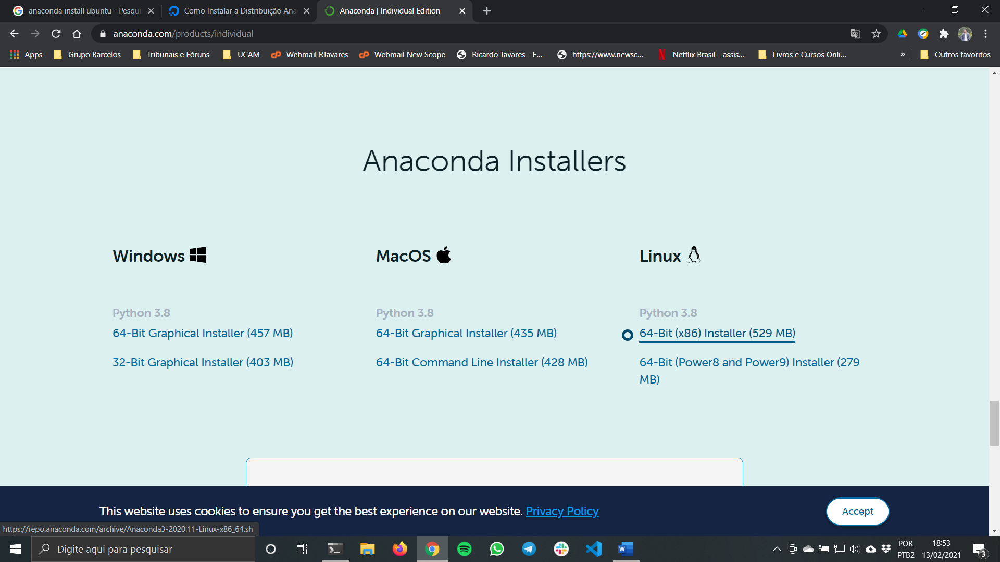 anaconda install ubuntu - Pesqui
Como Instalar a Distribuição Ana
Anaconda | Individual Edition
anaconda.com/products/individual
Apps
Grupo Barcelos
Tribunais e Fóruns
UCAM
Webmail RTavares
Webmail New Scope
Ricardo Tavares - E...
https://www.newsc...
Netflix Brasil - assis...
Livros e Cursos Onli...
»
Outros favoritos
Anaconda Installers
Windows
MacOS
Linux
Python 3.8
64-Bit Graphical Installer (457 MB)
32-Bit Graphical Installer (403 MB)
Python 3.8
64-Bit Graphical Installer (435 MB)
64-Bit Command Line Installer (428 MB)
Python 3.8
64-Bit (x86) Installer (529 MB)
64-Bit (Power8 and Power9) Installer (279
MB)
This website uses cookies to ensure you get the best experience on our website. Privacy Policy
Accept
https://repo.anaconda.com/archive/Anaconda3-2020.11-Linux-x86_64.sh
Digite aqui para pesquisar
POR
PTB2
18:53
13/02/2021
3